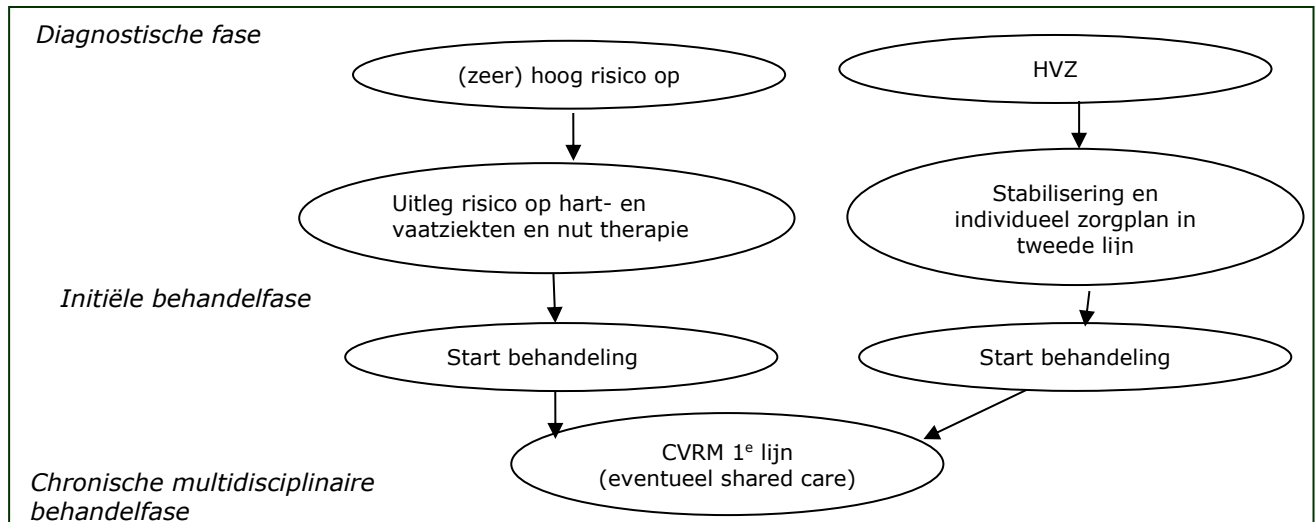 Diagnostische fase
(zeer) hoog risico op
HVZ
Uitleg risico op hart- en
vaatziekten en nut therapie
Stabilisering en
individueel zorgplan in
tweede lijn
Initiële behandelfase
Start behandeling
Start behandeling
CVRM 1e lijn
(eventueel shared care)
Chronische multidisciplinaire
behandelfase